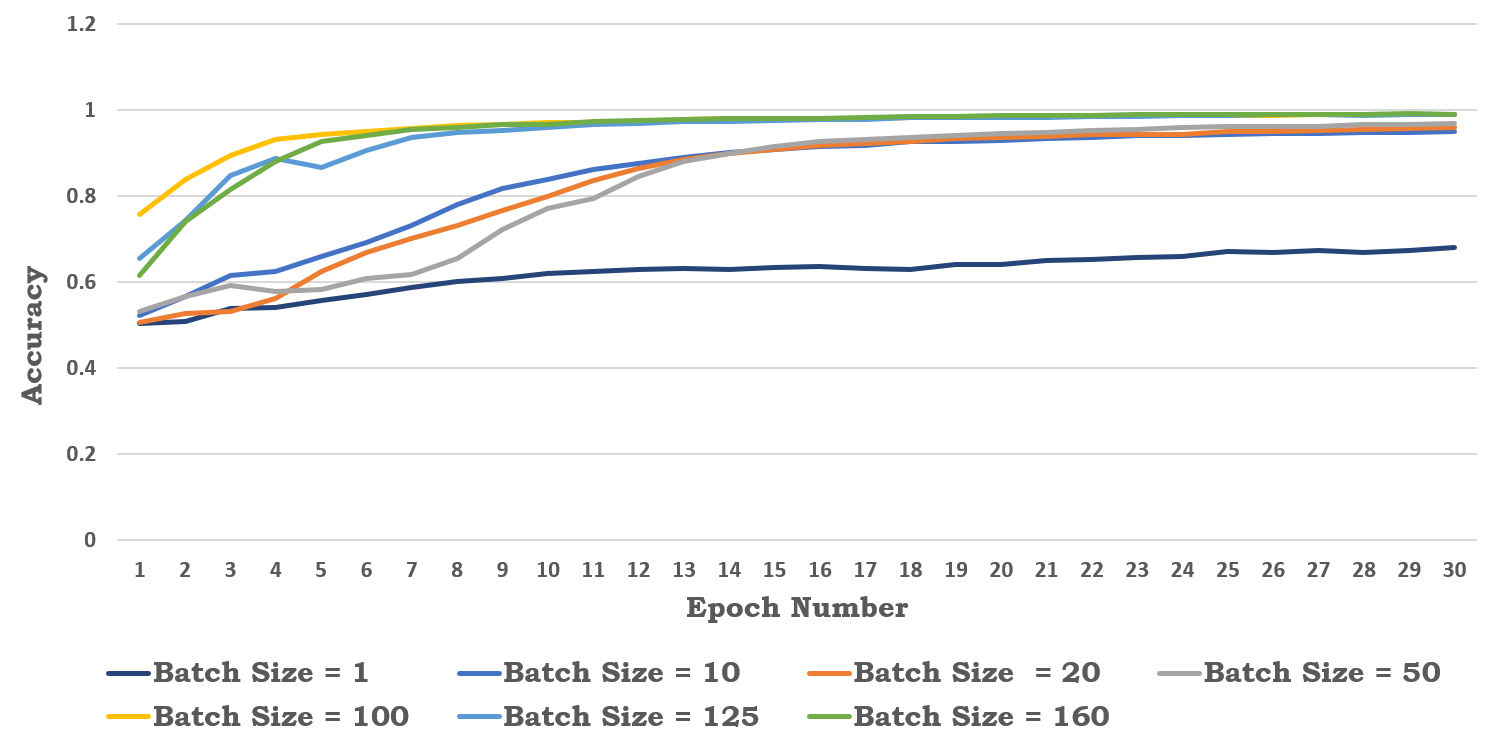 1.2
1
0.8
0.6
0.4
0.2
0
Accuracy
1 2 3 4 5 6 7 8 9 10 11 12 13 14 15 16 17 18 19 20 21 22 23 24 25 26 27 28 29 30
Epoch Number
Batch Size = 1 Batch Size = 10 Batch Size = 20 Batch Size = 50
Batch Size = 100 Batch Size = 125 Batch Size = 160